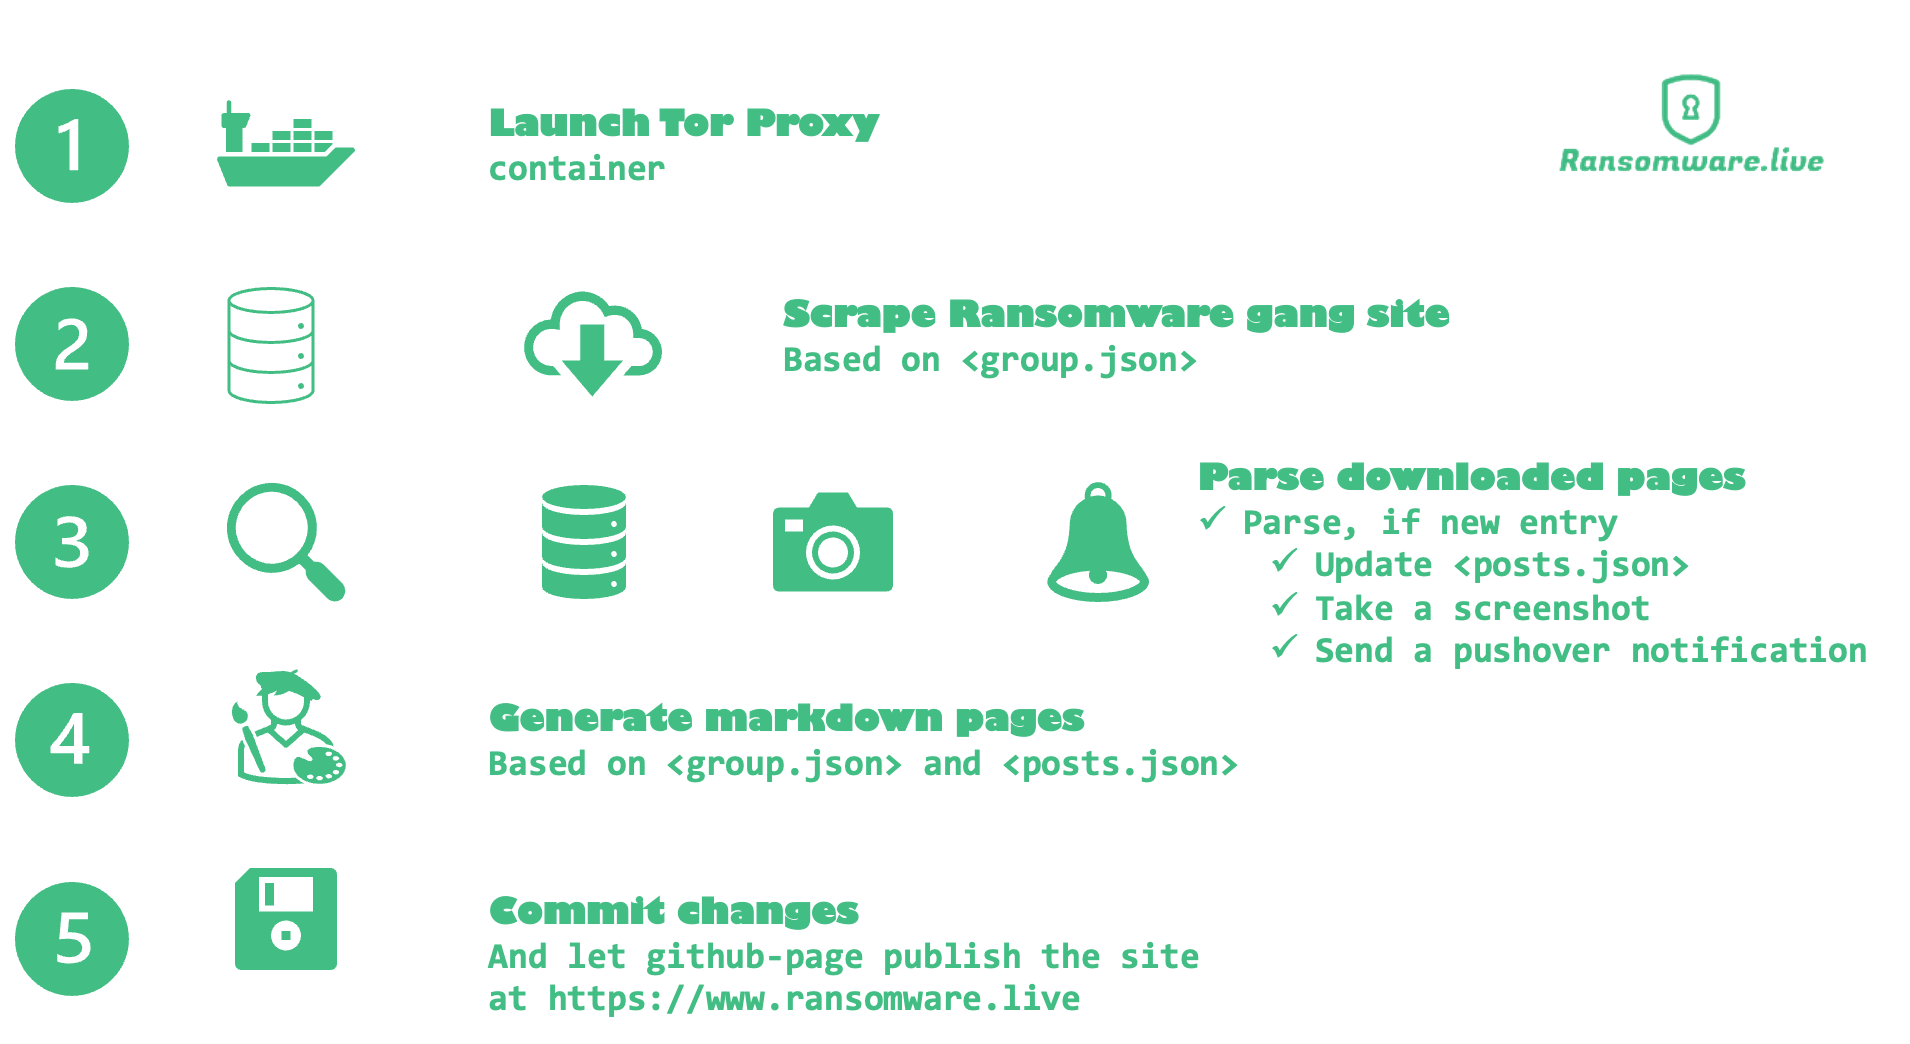 1
Launch Tor Proxy
container
Ransomware.live
2
Scrape Ransomware gang site
Based on <group.json>
3
Parse downloaded pages
✓ Parse, if new entry
✓ Update <posts.json>
✓ Take a screenshot
✓ Send a pushover notification
4
Generate markdown pages
Based on <group.json> and <posts.json>
5
Commit changes
And let github-page publish the site
at https://www.ransomware.live